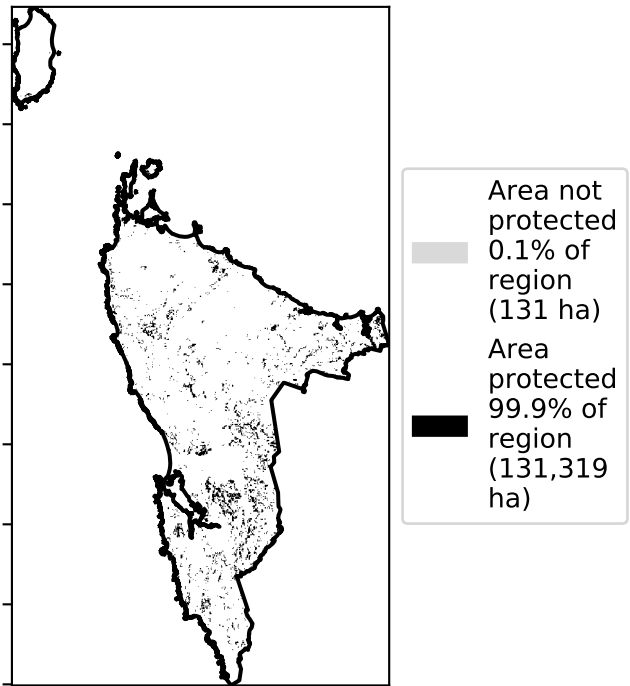 Area not
protected
0.1% of
region
(131 ha)
Area
protected
99.9% of
region
(131,319
ha)